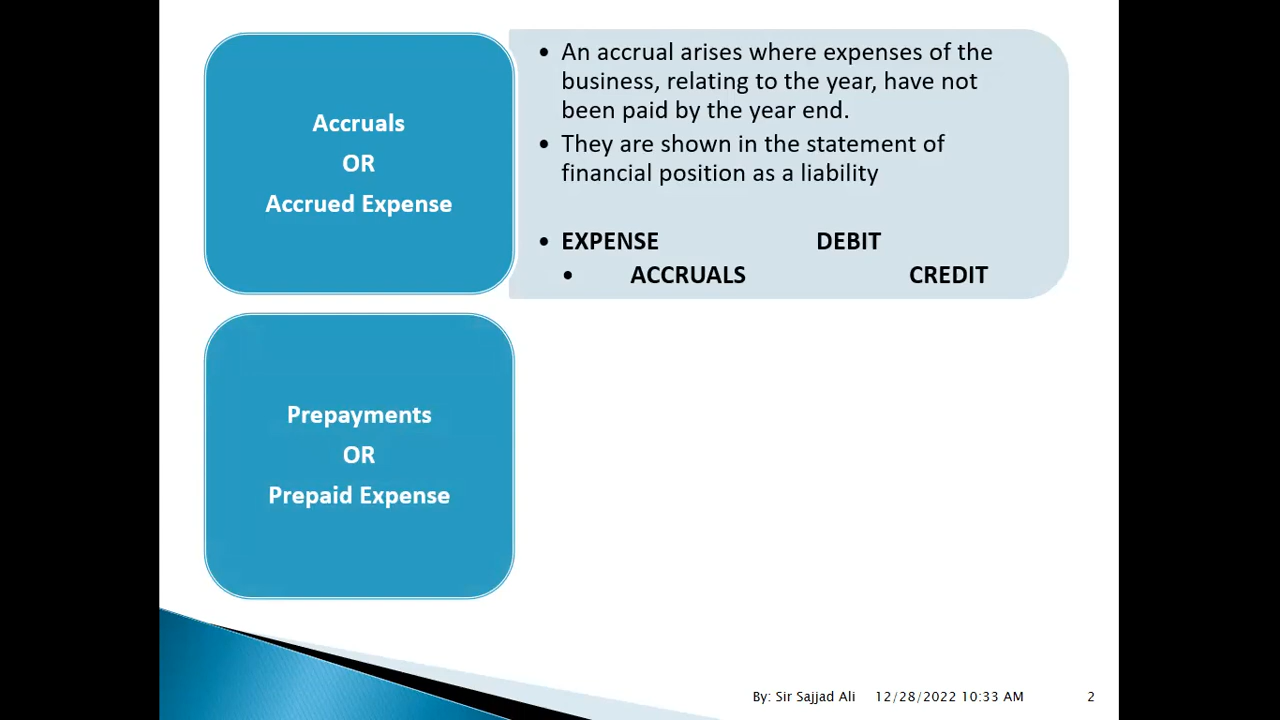 Accruals
OR
Accrued Expense
• An accrual arises where expenses of the
business, relating to the year, have not
been paid by the year end.
• They are shown in the statement of
financial position as a liability
• EXPENSE DEBIT
• ACCRUALS CREDIT
Prepayments
OR
Prepaid Expense
By: Sir Sajjad Ali 12/28/2022 10:33 AM 2